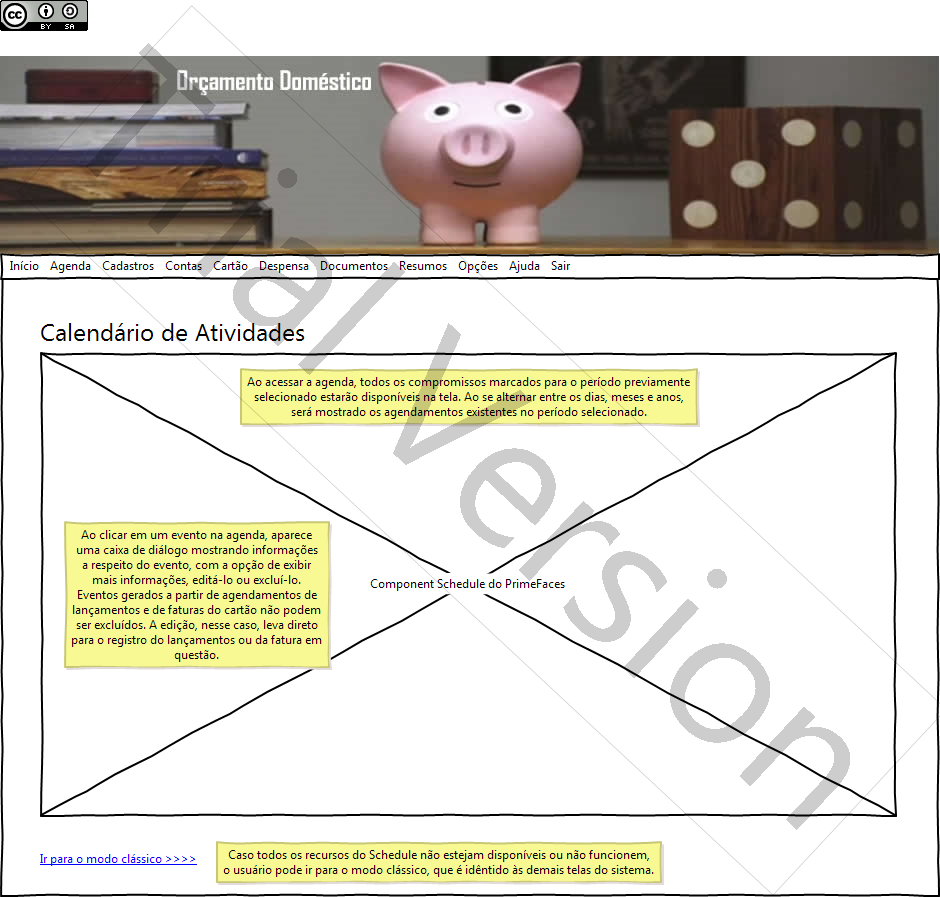 cc
BY SA
Orçamento Doméstico
Início Agenda Cadastros Contas Cartão Despensa Documentos Resumos Opções Ajuda Sair
Calendário de Atividades
Ao acessar a agenda, todos os compromissos marcados para o período previamente
selecionado estarão disponíveis na tela. Ao se alternar entre os dias, meses e anos,
será mostrado os agendamentos existentes no período selecionado.
Ao clicar em um evento na agenda, aparece
uma caixa de diálogo mostrando informações
a respeito do evento, com a opção de exibir
mais informações, editá-lo ou excluí-lo.
Eventos gerados a partir de agendamentos de
lançamentos e de faturas do cartão não podem
ser excluídos. A edição, nesse caso, leva direto
para o registro do lançamentos ou da fatura em
questão.
Component Schedule do PrimeFaces
Ir para o modo clássico >>>>
Caso todos os recursos do Schedule não estejam disponíveis ou não funcionem,
o usuário pode ir para o modo clássico, que é idêntido às demais telas do sistema.
Trial Version